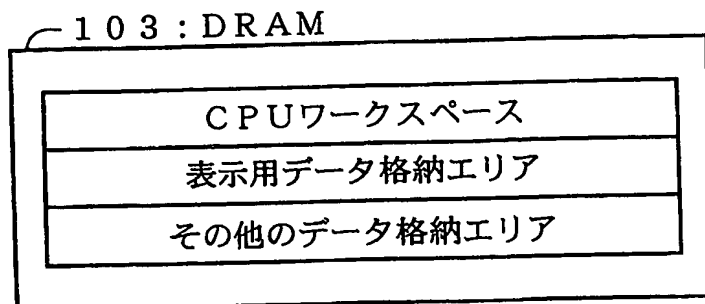 １０３：ＤＲＡＭ
ＣＰＵワークスペース
表示用データ格納エリア
その他のデータ格納エリア